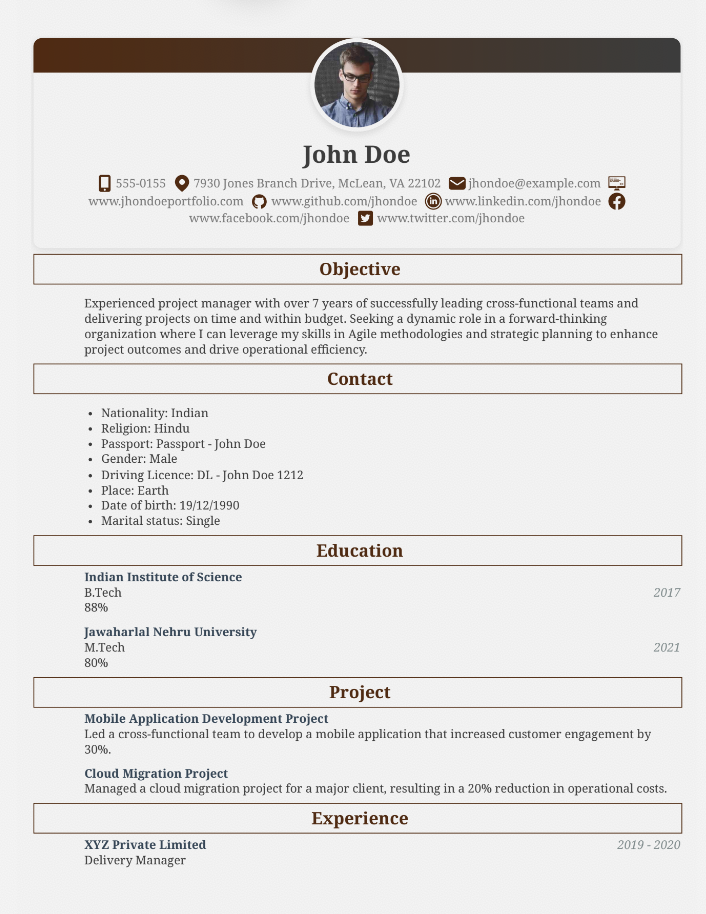 John Doe
555-0155 7930 Jones Branch Drive, McLean, VA 22102 jhondoe@example.com
www.jhondoeportfolio.com www.github.com/jhondoe www.linkedin.com/jhondoe
www.facebook.com/jhondoe www.twitter.com/jhondoe
Objective
Experienced project manager with over 7 years of successfully leading cross-functional teams and
delivering projects on time and within budget. Seeking a dynamic role in a forward-thinking
organization where I can leverage my skills in Agile methodologies and strategic planning to enhance
project outcomes and drive operational efficiency.
Contact
• Nationality: Indian
• Religion: Hindu
• Passport: Passport - John Doe
• Gender: Male
• Driving Licence: DL - John Doe 1212
• Place: Earth
• Date of birth: 19/12/1990
• Marital status: Single
Education
Indian Institute of Science
B.Tech 2017
88%
Jawaharlal Nehru University
M.Tech 2021
80%
Project
Mobile Application Development Project
Led a cross-functional team to develop a mobile application that increased customer engagement by
30%.
Cloud Migration Project
Managed a cloud migration project for a major client, resulting in a 20% reduction in operational costs.
Experience
XYZ Private Limited 2019 - 2020
Delivery Manager